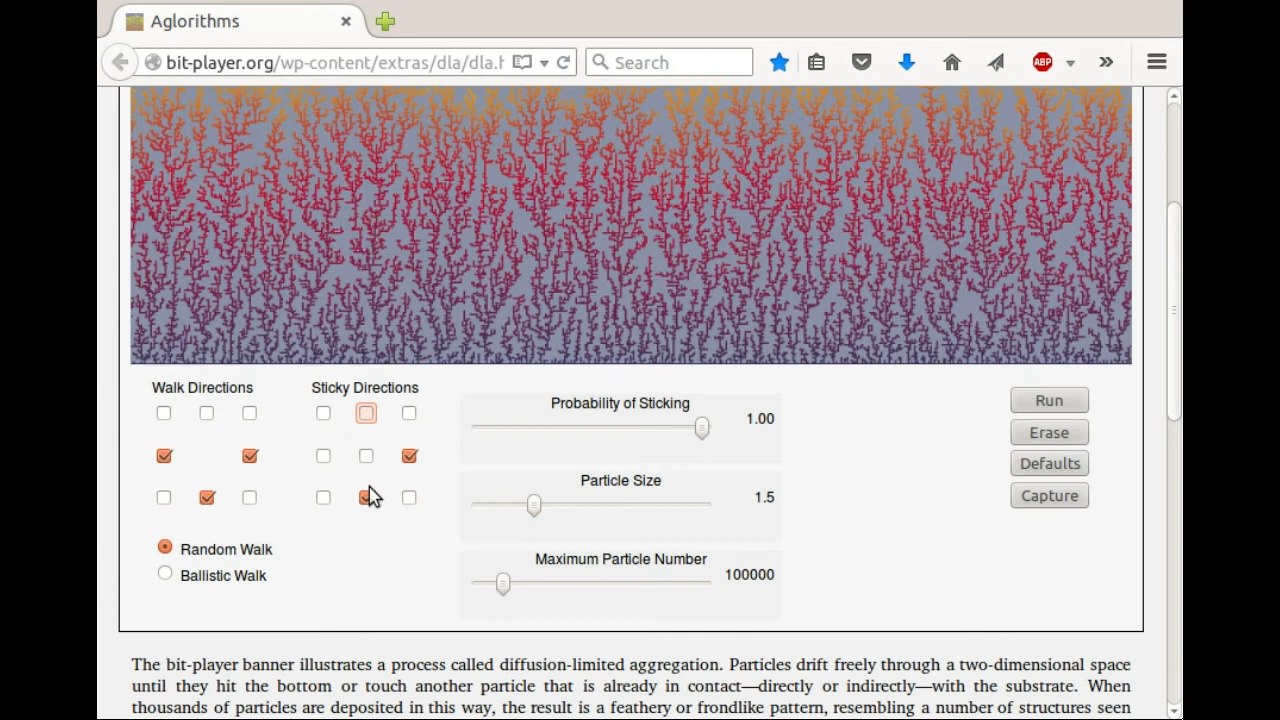 Aglorithms
bit-player.org/wp-content/extras/dla/dla.h
Search
ABP
Walk Directions
Sticky Directions
Probability of Sticking
1.00
Particle Size
1.5
Maximum Particle Number
100000
Run
Erase
Defaults
Capture
Random Walk
Ballistic Walk
The bit-player banner illustrates a process called diffusion-limited aggregation. Particles drift freely through a two-dimensional space
until they hit the bottom or touch another particle that is already in contact—directly or indirectly—with the substrate. When
thousands of particles are deposited in this way, the result is a feathery or frondlike pattern, resembling a number of structures seen